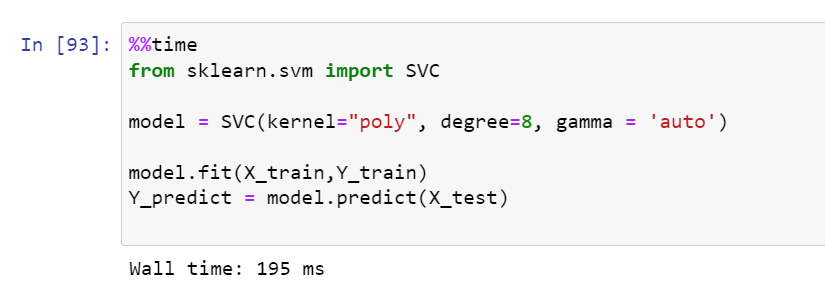 In [93]: %%time
from sklearn.svm import SVC
model = SVC(kernel="poly", degree=8, gamma = 'auto')
model.fit(X_train,Y_train)
Y_predict = model.predict(X_test)
Wall time: 195 ms